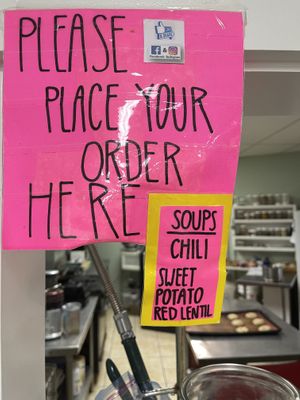 PLEASE
PLACE YOUR
ORDER
HERE
SOUPS
CHILI
SWEET
POTATO
RED LENTIL